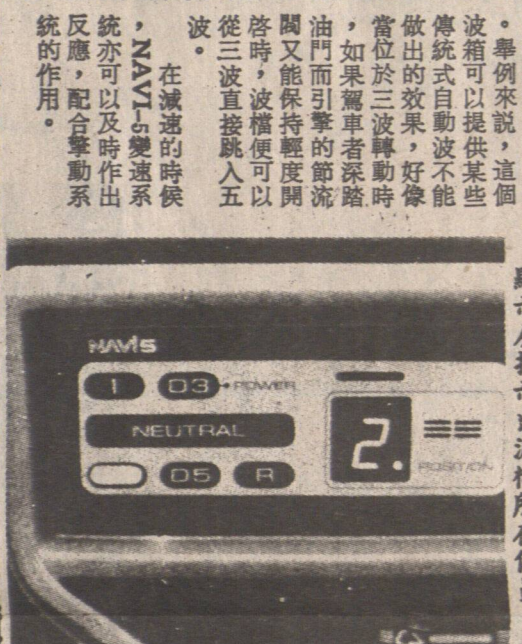 。舉例來說，這個
波箱可以提供某些
傳統式自動波不能
做出的效果，好像
當位於三波轉動時
，如果駕車者深踏
油門而引擎的節流
閥又能保持輕度開
啓時，波檔便可以
從三波直接跳入五
波。
在減速的時候
，NAVI-5變速系
統亦可以及時作出
反應，配合擎動系
統的作用。
NAVI5
1 D3 POWER
NEUTRAL
D5 R
2.
POSITION